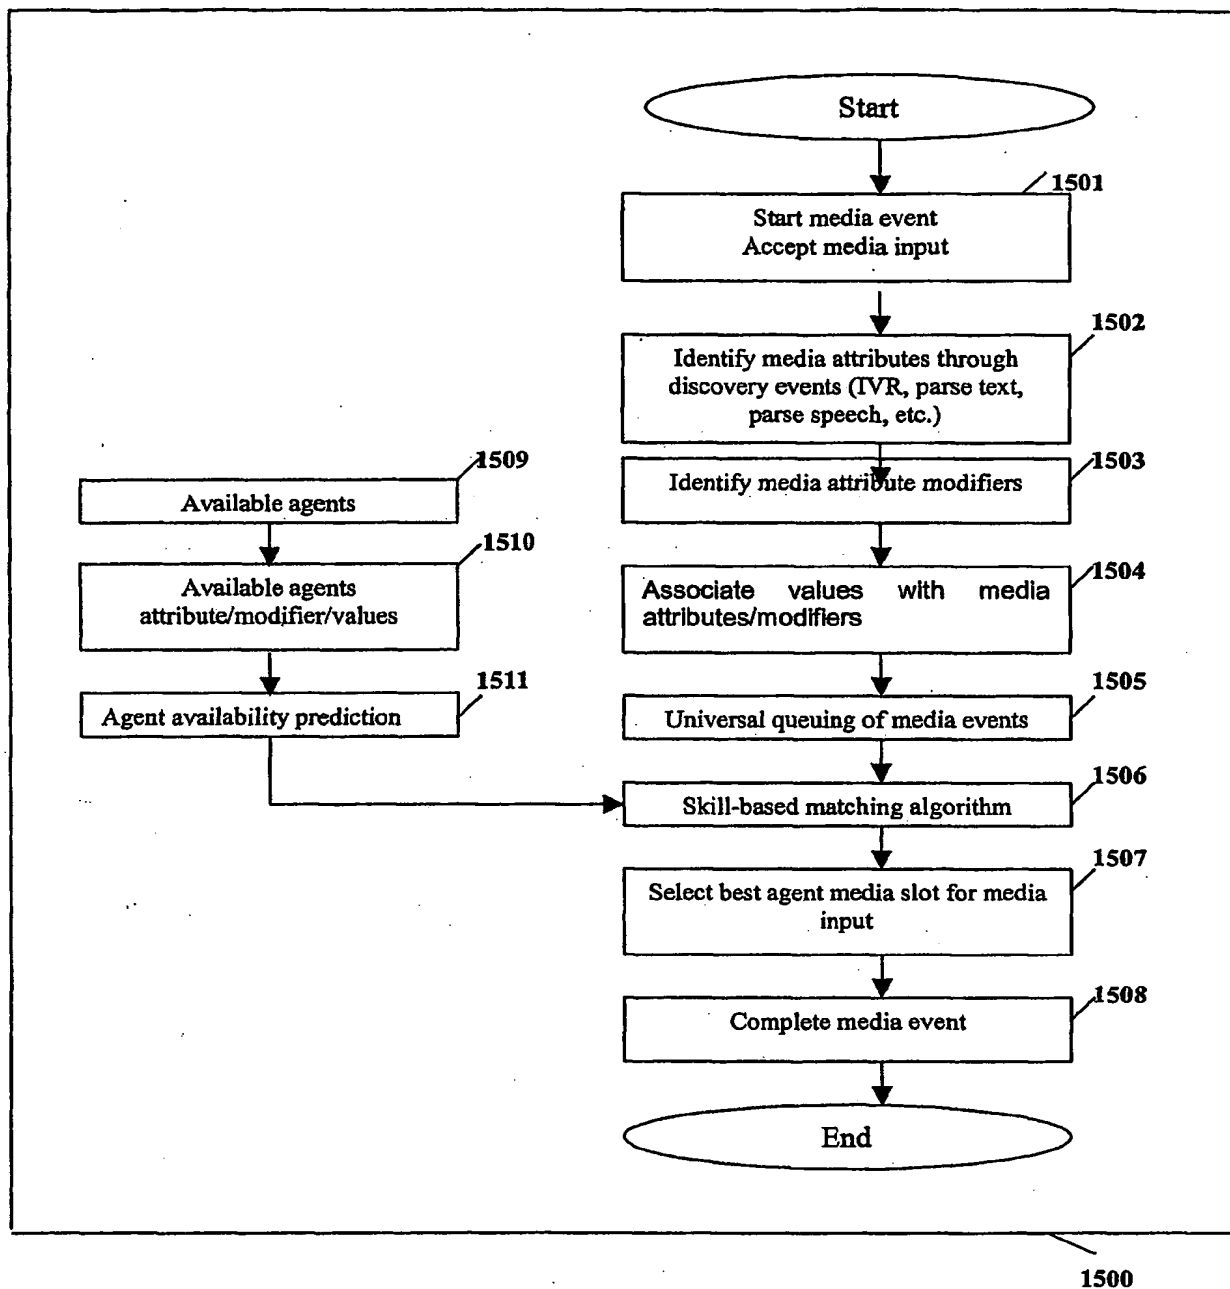 Start
1501
Start media event
Accept media input
1502
Identify media attributes through
discovery events (IVR, parse text,
parse speech, etc.)
1503
Identify media attribute modifiers
1509
Available agents
1510
Available agents
attribute/modifier/values
1504
Associate values with media
attributes/modifiers
1511
Agent availability prediction
1505
Universal queuing of media events
1506
Skill-based matching algorithm
1507
Select best agent media slot for media
input
1508
Complete media event
End
1500